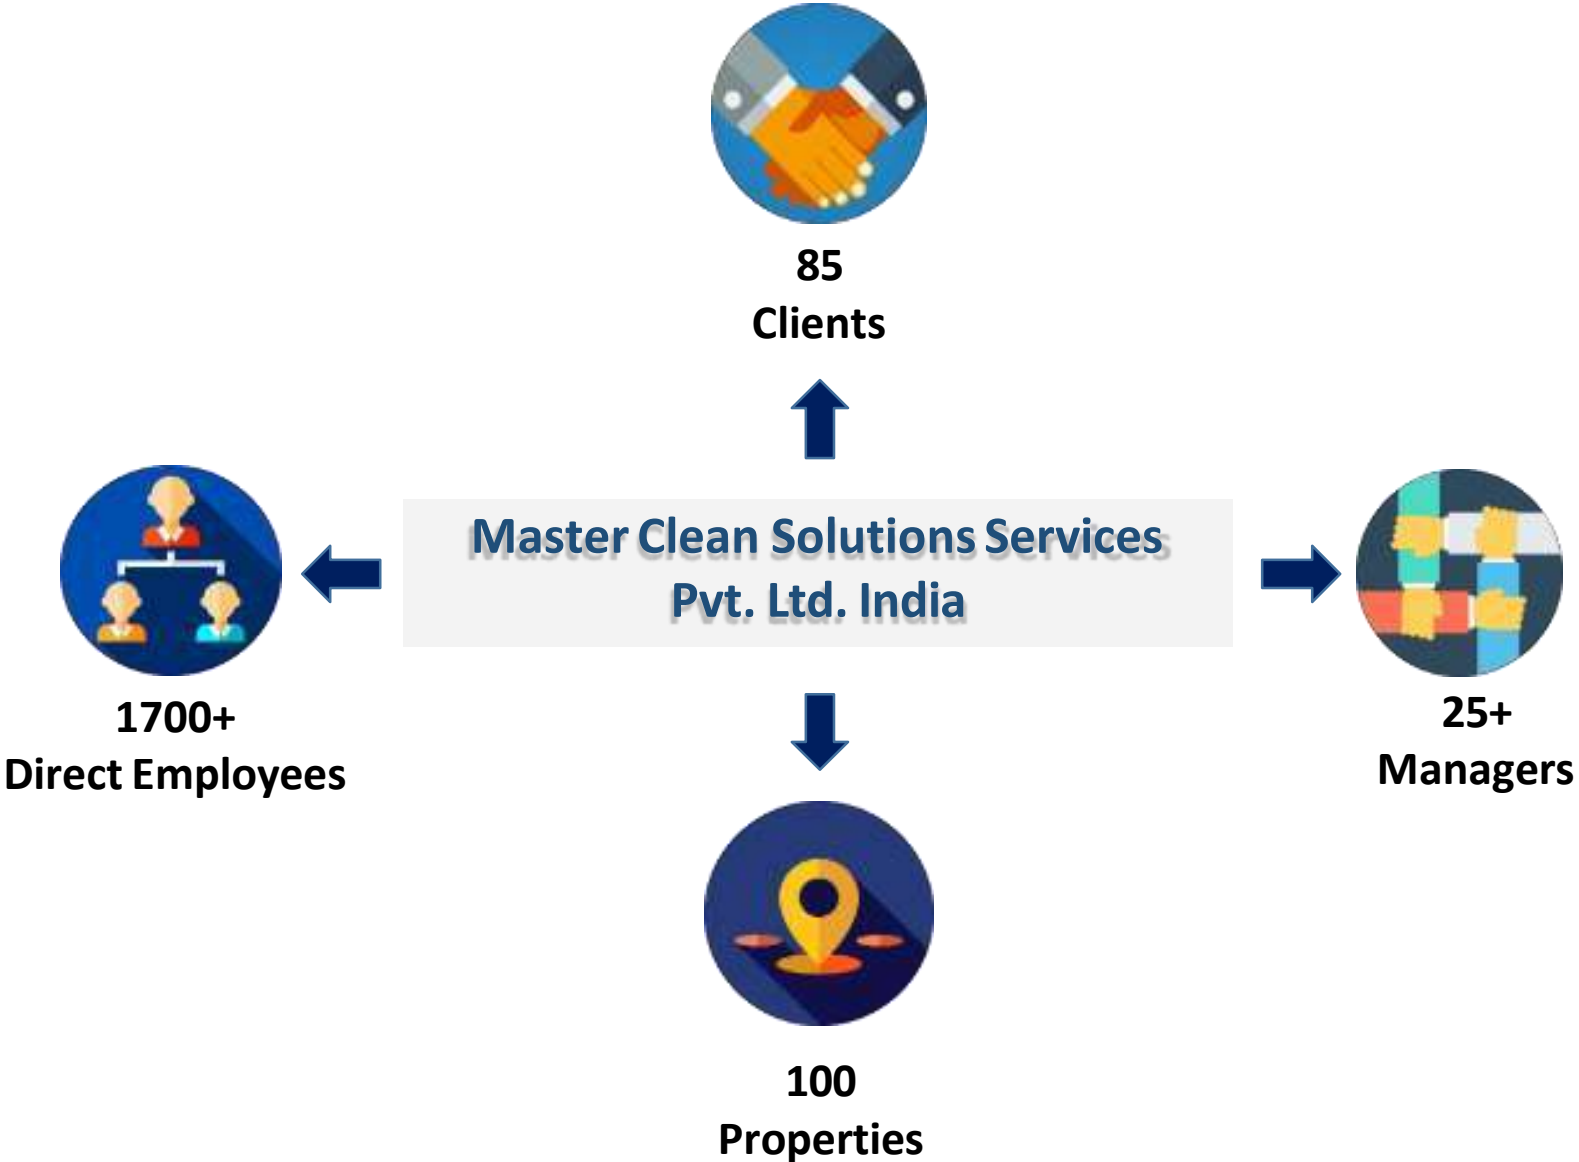 85
Clients
Master Clean Solutions Services
Pvt. Ltd. India
1700+
Direct Employees
25+
Managers
100
Properties